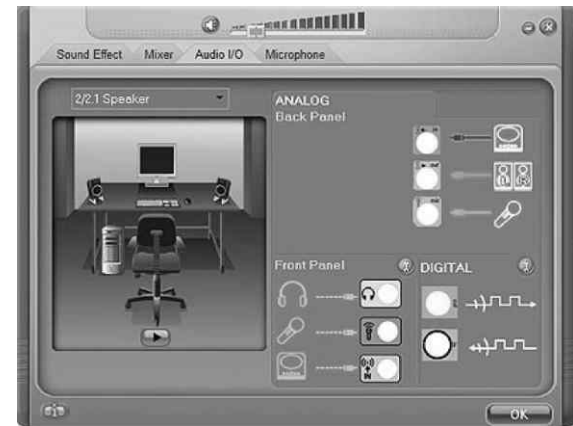 Sound Effect Mixer Audio I/O Microphone
2/2.1 Speaker
ANALOG
Back Panel
Front Panel
DIGITAL
OK